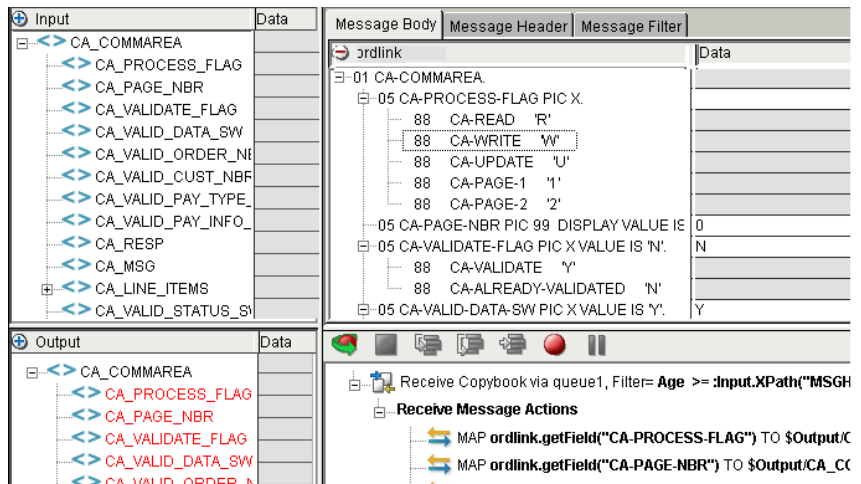 Input Data
CA_COMMAREA
CA_PROCESS_FLAG
CA_PAGE_NBR
CA_VALIDATE_FLAG
CA_VALID_DATA_SW
CA_VALID_ORDER_NE
CA_VALID_CUST_NBR
CA_VALID_PAY_TYPE_
CA_VALID_PAY_INFO_
CA_RESP
CA_MSG
CA_LINE_ITEMS
CA_VALID_STATUS_S
Message Body Message Header Message Filter
ordlink Data
01 CA-COMMAREA.
05 CA-PROCESS-FLAG PIC X.
88 CA-READ 'R'
88 CA-WRITE 'W'
88 CA-UPDATE 'U'
88 CA-PAGE-1 '1'
88 CA-PAGE-2 '2'
05 CA-PAGE-NBR PIC 99 DISPLAY VALUE IS 0
05 CA-VALIDATE-FLAG PIC X VALUE IS 'N'. N
88 CA-VALIDATE 'Y'
88 CA-ALREADY-VALIDATED 'N'
05 CA-VALID-DATA-SW PIC X VALUE IS 'Y'. Y
Output Data
CA_COMMAREA
CA_PROCESS_FLAG
CA_PAGE_NBR
CA_VALIDATE_FLAG
CA_VALID_DATA_SW
CA_VALID_ORDER_N
Receive Copybook via queue1, Filter= Age >= :Input.XPath("MSGH
Receive Message Actions
MAP ordlink.getField("CA-PROCESS-FLAG") TO $Output/C
MAP ordlink.getField("CA-PAGE-NBR") TO $Output/CA_C